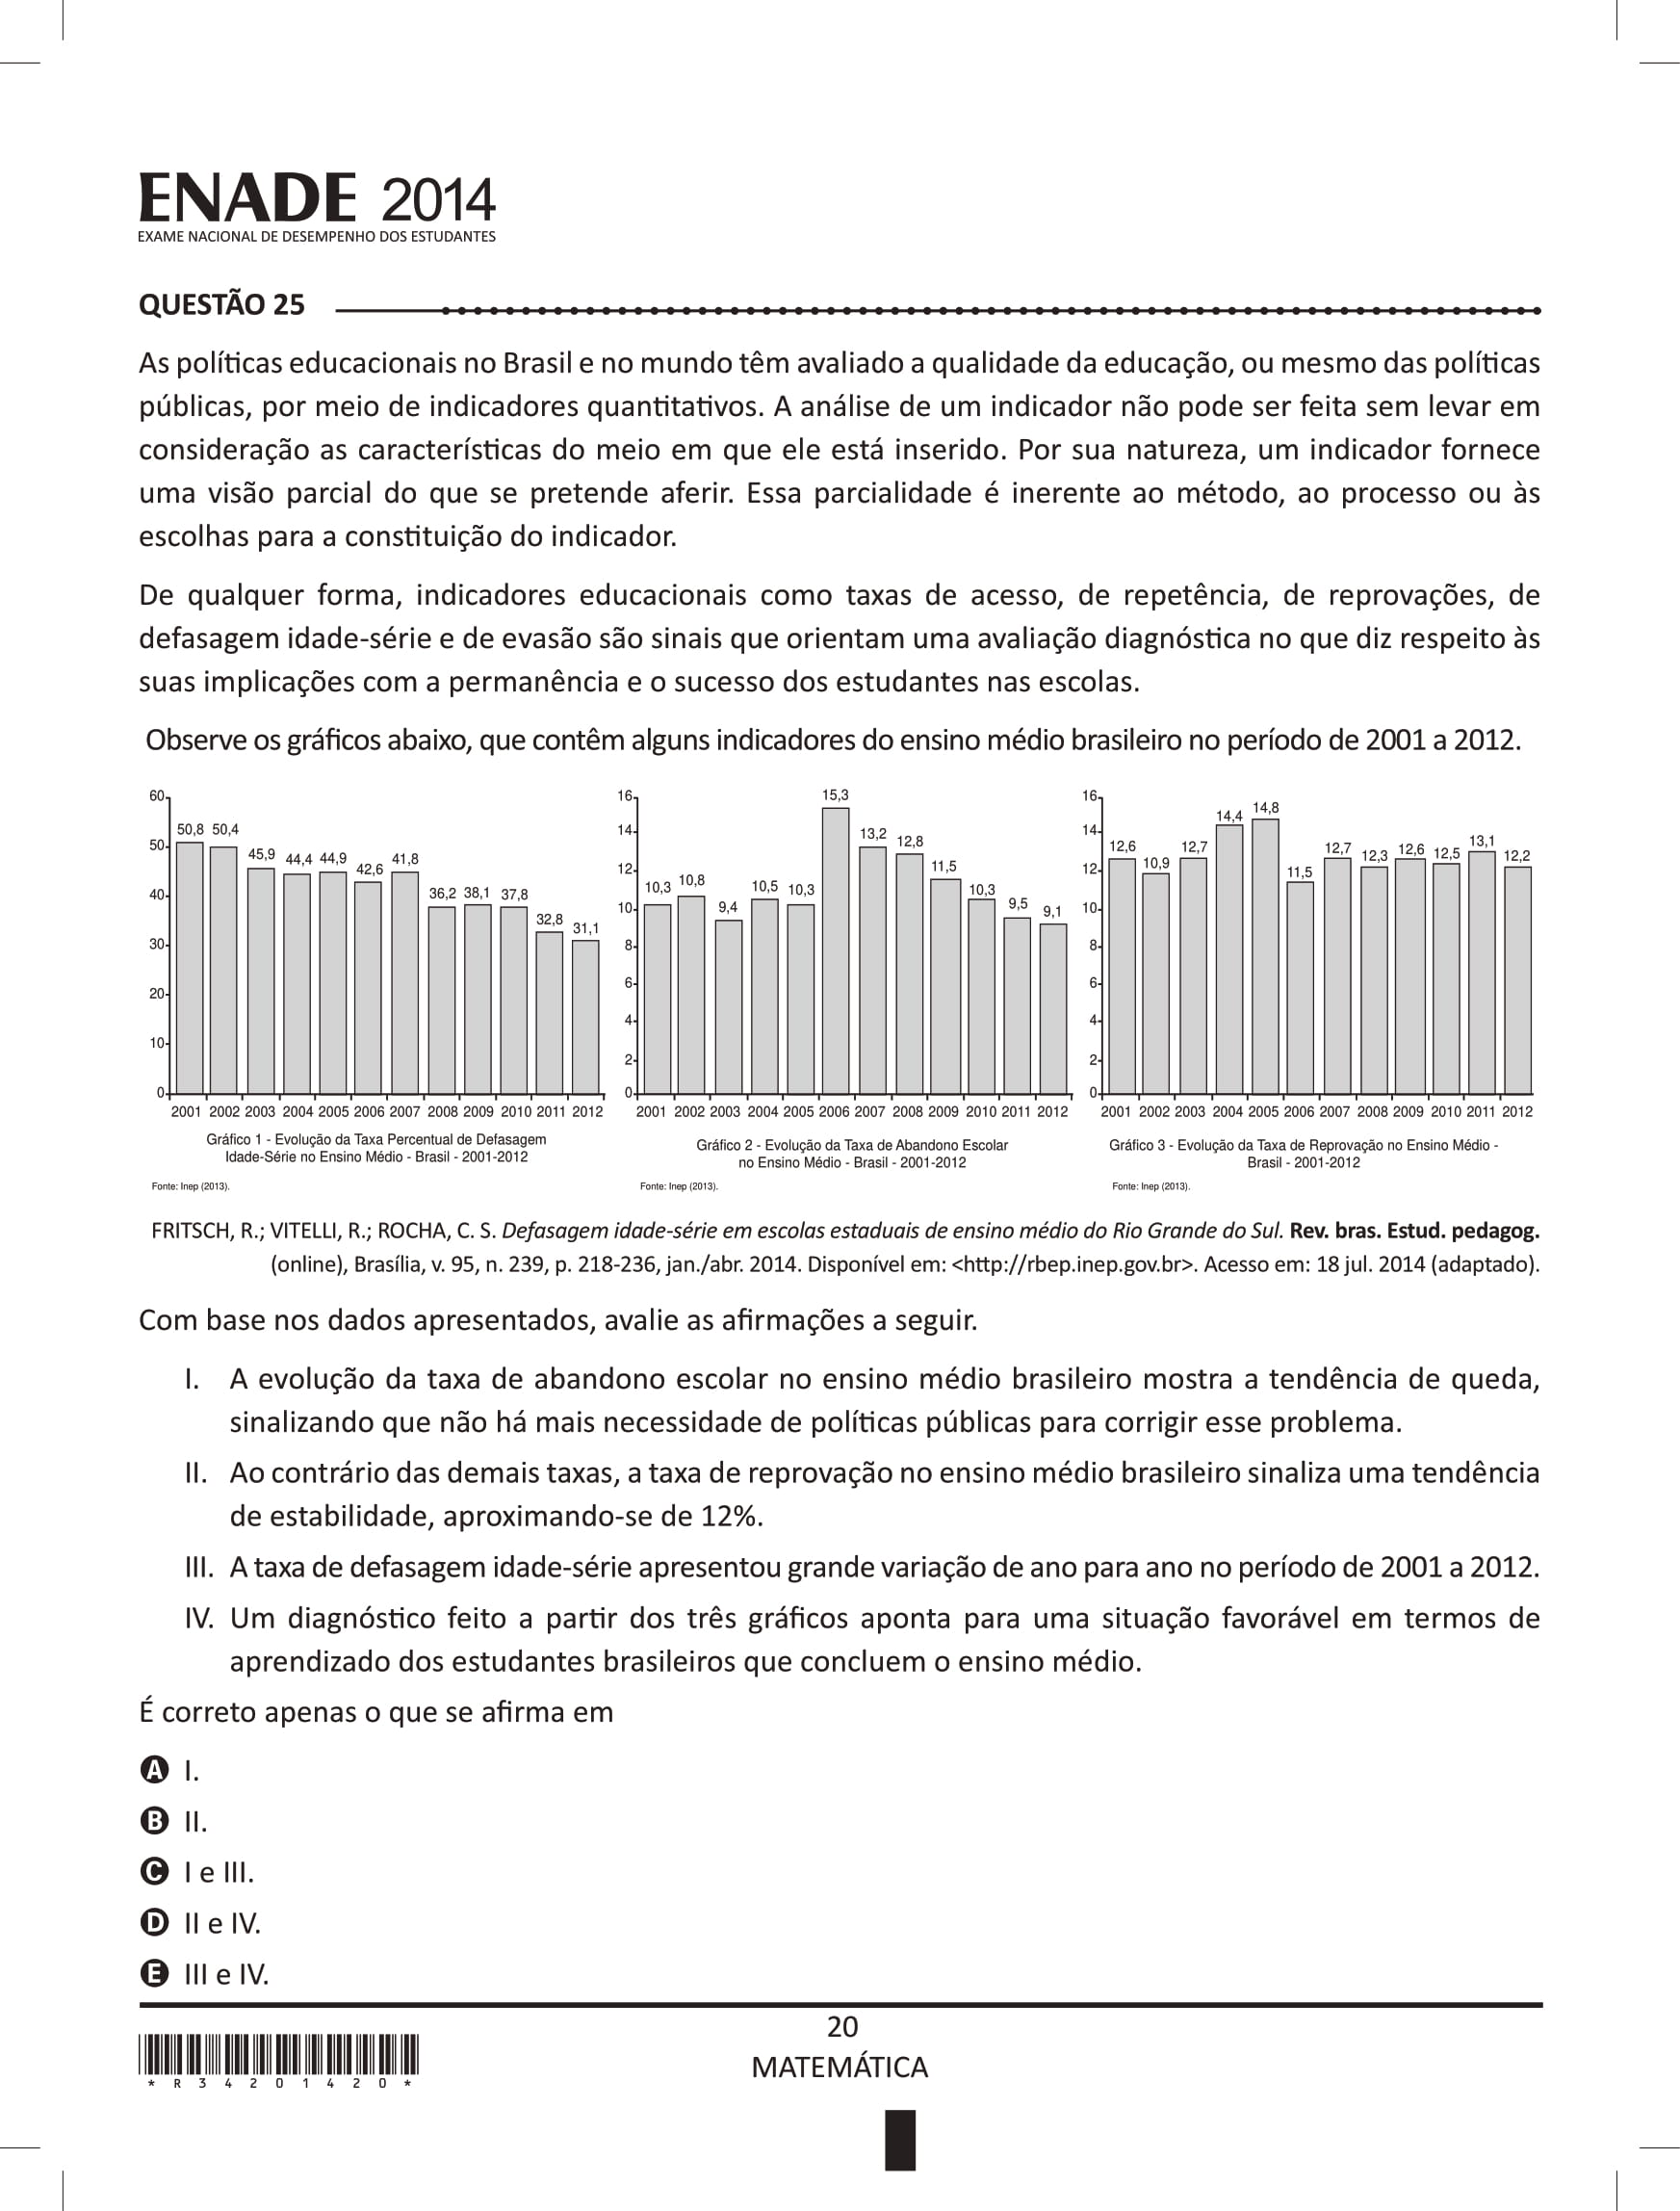 ENADE 2014
EXAME NACIONAL DE DESEMPENHO DOS ESTUDANTES
QUESTÃO 25
As políticas educacionais no Brasil e no mundo têm avaliado a qualidade da educação, ou mesmo das políticas
públicas, por meio de indicadores quantitativos. A análise de um indicador não pode ser feita sem levar em
consideração as características do meio em que ele está inserido. Por sua natureza, um indicador fornece
uma visão parcial do que se pretende aferir. Essa parcialidade é inerente ao método, ao processo ou às
escolhas para a constituição do indicador.
De qualquer forma, indicadores educacionais como taxas de acesso, de repetência, de reprovações, de
defasagem idade-série e de evasão são sinais que orientam uma avaliação diagnóstica no que diz respeito às
suas implicações com a permanência e o sucesso dos estudantes nas escolas.
Observe os gráficos abaixo, que contêm alguns indicadores do ensino médio brasileiro no período de 2001 a 2012.
60
50
40
30
20
10
0
50,8 50,4 45,9 44,4 44,9 42,6 41,8 36,2 38,1 37,8 32,8 31,1
2001 2002 2003 2004 2005 2006 2007 2008 2009 2010 2011 2012
Gráfico 1 - Evolução da Taxa Percentual de Defasagem
Idade-Série no Ensino Médio - Brasil - 2001-2012
Fonte: Inep (2013).
16
14
12
10
8
6
4
2
0
10,3 10,8 9,4 10,5 10,3 15,3 13,2 12,8 11,5 10,3 9,5 9,1
2001 2002 2003 2004 2005 2006 2007 2008 2009 2010 2011 2012
Gráfico 2 - Evolução da Taxa de Abandono Escolar
no Ensino Médio - Brasil - 2001-2012
Fonte: Inep (2013).
16
14
12
10
8
6
4
2
0
12,6 10,9 12,7 14,4 14,8 11,5 12,7 12,3 12,6 12,5 13,1 12,2
2001 2002 2003 2004 2005 2006 2007 2008 2009 2010 2011 2012
Gráfico 3 - Evolução da Taxa de Reprovação no Ensino Médio -
Brasil - 2001-2012
Fonte: Inep (2013).
FRITSCH, R.; VITELLI, R.; ROCHA, C. S. Defasagem idade-série em escolas estaduais de ensino médio do Rio Grande do Sul. Rev. bras. Estud. pedagog.
(online), Brasília, v. 95, n. 239, p. 218-236, jan./abr. 2014. Disponível em: <http://rbep.inep.gov.br>. Acesso em: 18 jul. 2014 (adaptado).
Com base nos dados apresentados, avalie as afirmações a seguir.
I. A evolução da taxa de abandono escolar no ensino médio brasileiro mostra a tendência de queda,
sinalizando que não há mais necessidade de políticas públicas para corrigir esse problema.
II. Ao contrário das demais taxas, a taxa de reprovação no ensino médio brasileiro sinaliza uma tendência
de estabilidade, aproximando-se de 12%.
III. A taxa de defasagem idade-série apresentou grande variação de ano para ano no período de 2001 a 2012.
IV. Um diagnóstico feito a partir dos três gráficos aponta para uma situação favorável em termos de
aprendizado dos estudantes brasileiros que concluem o ensino médio.
É correto apenas o que se afirma em
A I.
B II.
C I e III.
D II e IV.
E III e IV.
20
MATEMÁTICA
* R 3 4 2 0 1 4 2 0 *